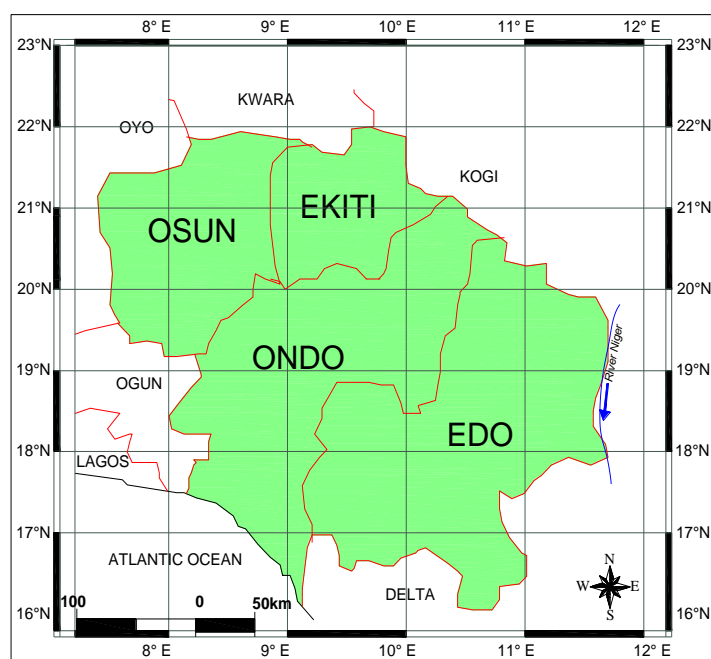 8° E 9° E 10° E 11° E 12° E
23°N 23°N
KWARA
OYO
22°N 22°N
KOGI
21°N EKITI 21°N
OSUN
20°N 20°N
River Niger
19°N ONDO 19°N
OGUN
EDO
18°N 18°N
LAGOS
17°N 17°N
ATLANTIC OCEAN
N
W E
S
DELTA
100 0 50km
16°N 16°N
8° E 9° E 10° E 11° E 12° E